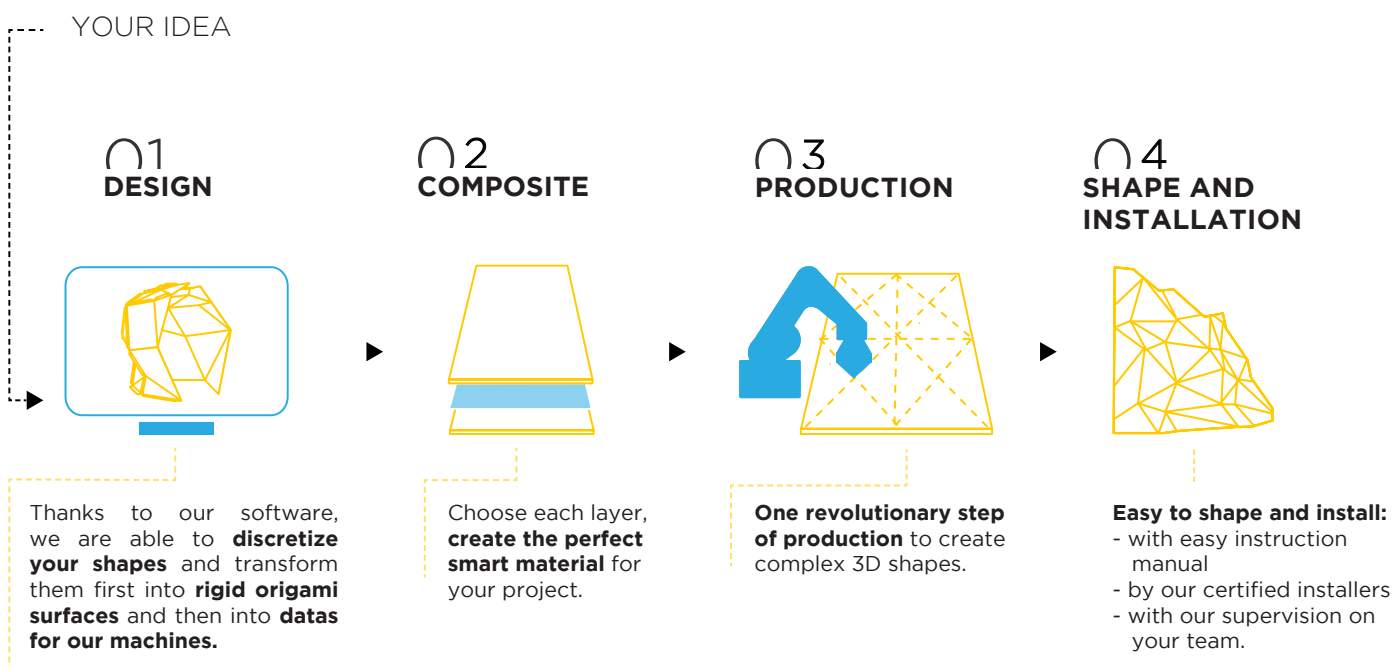 YOUR IDEA
01
DESIGN
Thanks to our software,
we are able to discretize
your shapes and transform
them first into rigid origami
surfaces and then into datas
for our machines.
02
COMPOSITE
Choose each layer,
create the perfect
smart material for
your project.
03
PRODUCTION
One revolutionary step
of production to create
complex 3D shapes.
04
SHAPE AND
INSTALLATION
Easy to shape and install:
- with easy instruction
manual
- by our certified installers
- with our supervision on
your team.